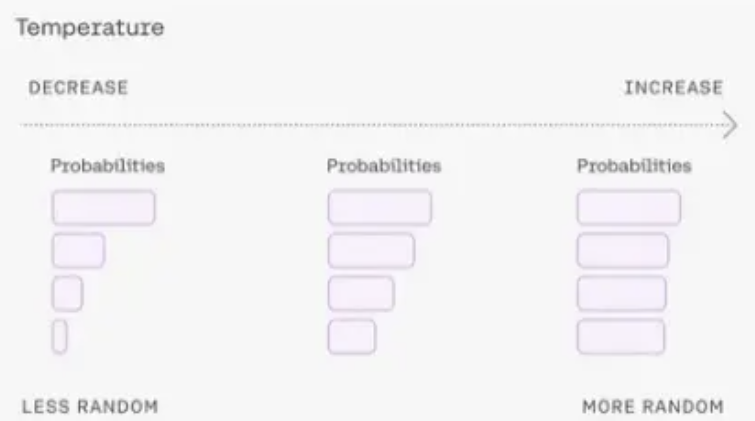 Temperature
DECREASE INCREASE
Probabilities Probabilities Probabilities
LESS RANDOM MORE RANDOM